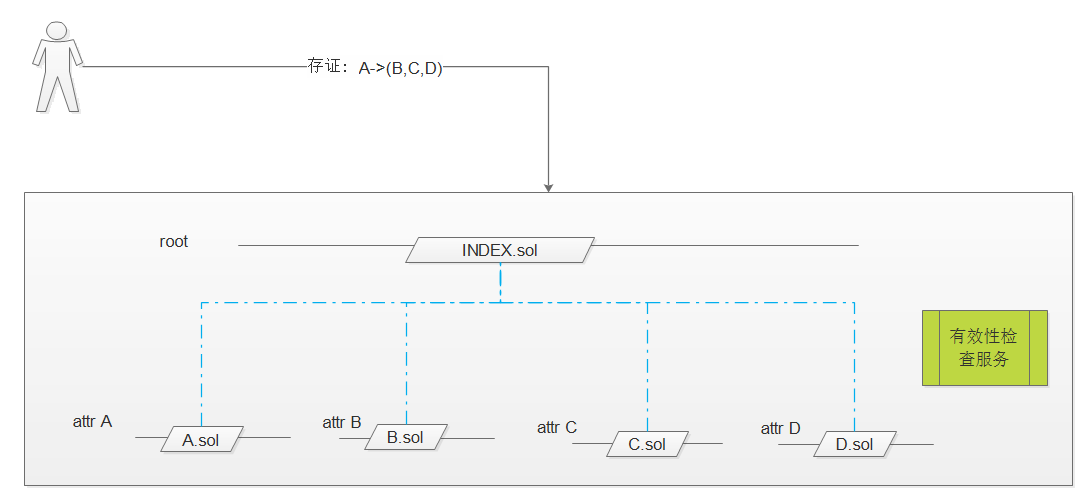 存证：A->(B,C,D)
root
INDEX.sol
有效性检
查服务
attr A
A.sol
attr B
B.sol
attr C
C.sol
attr D
D.sol